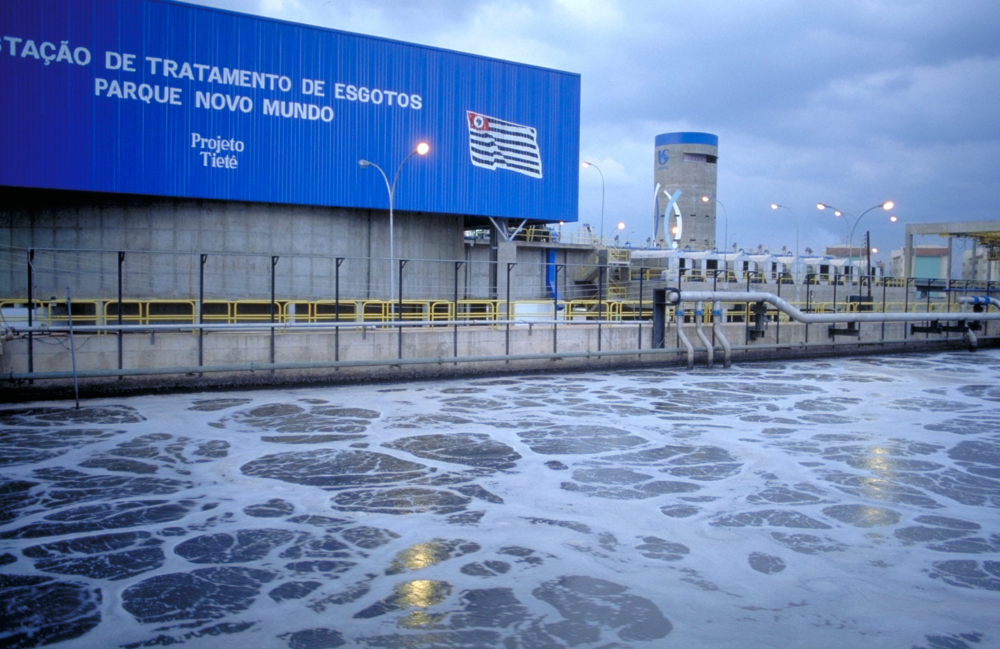 STAÇÃO DE TRATAMENTO DE ESGOTOS
PARQUE NOVO MUNDO
Projeto
Tietê